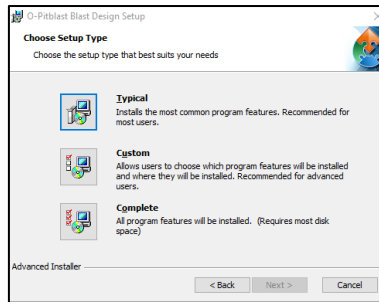 O-Pitblast Blast Design Setup
Choose Setup Type
Choose the setup type that best suits your needs
Typical
Installs the most common program features. Recommended for
most users.
Custom
Allows users to choose which program features will be installed
and where they will be installed. Recommended for advanced
users.
Complete
All program features will be installed. (Requires most disk
space)
Advanced Installer
< Back Next > Cancel